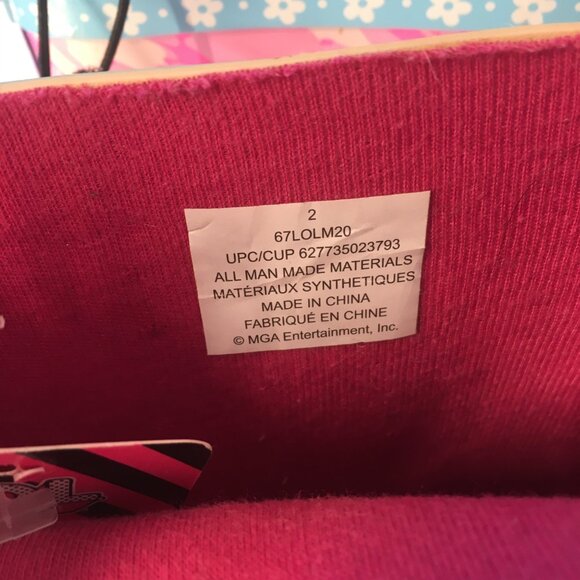 2
67LOLM20
UPC/CUP 627735023793
ALL MAN MADE MATERIALS
MATÉRIAUX SYNTHETIQUES
MADE IN CHINA
FABRIQUÉ EN CHINE
© MGA Entertainment, Inc.